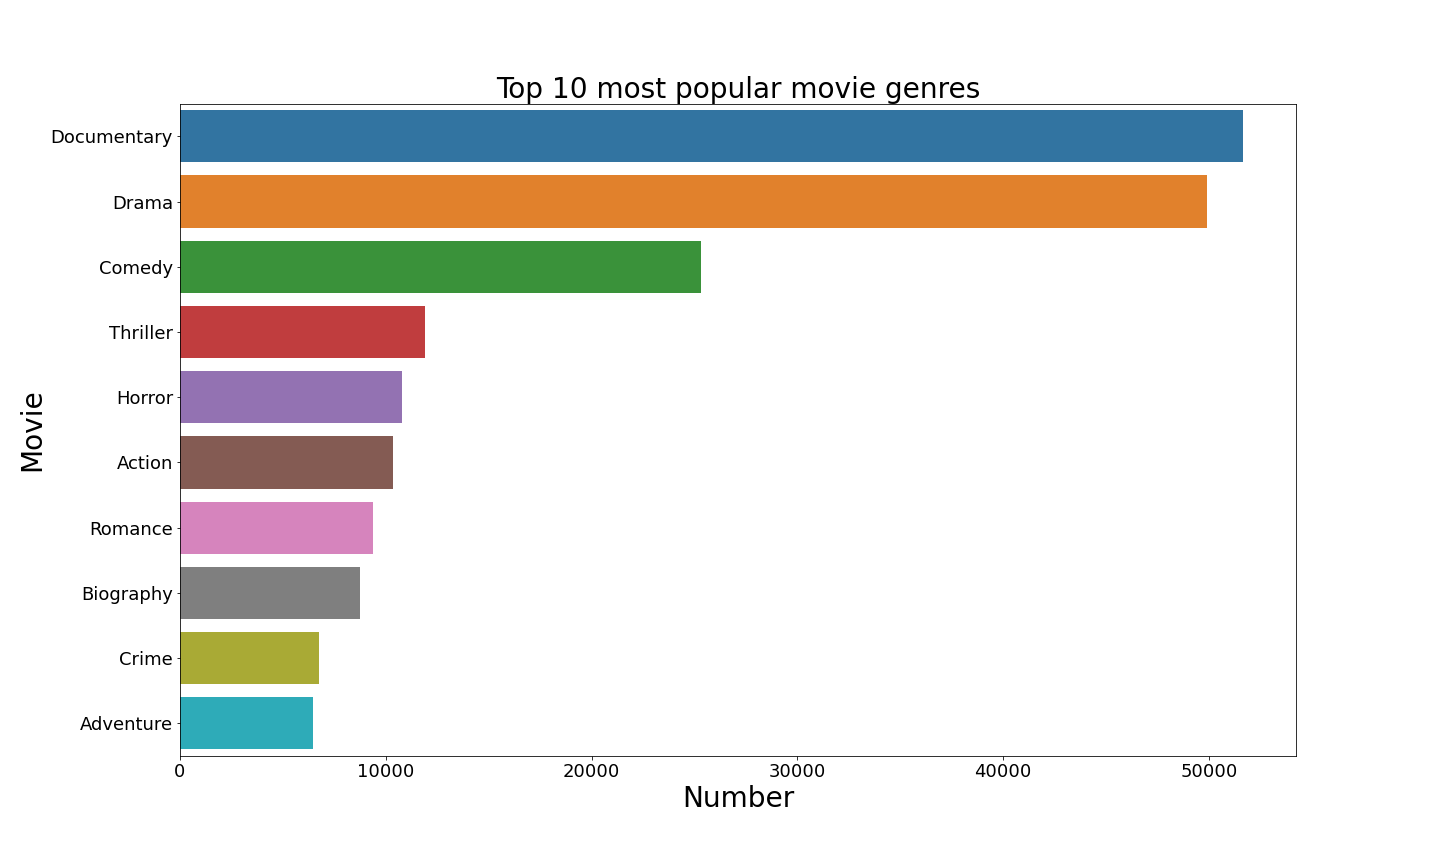 Top 10 most popular movie genres
Documentary
Drama
Comedy
Thriller
Horror
Action
Romance
Biography
Crime
Adventure
Movie
0 10000 20000 30000 40000 50000
Number